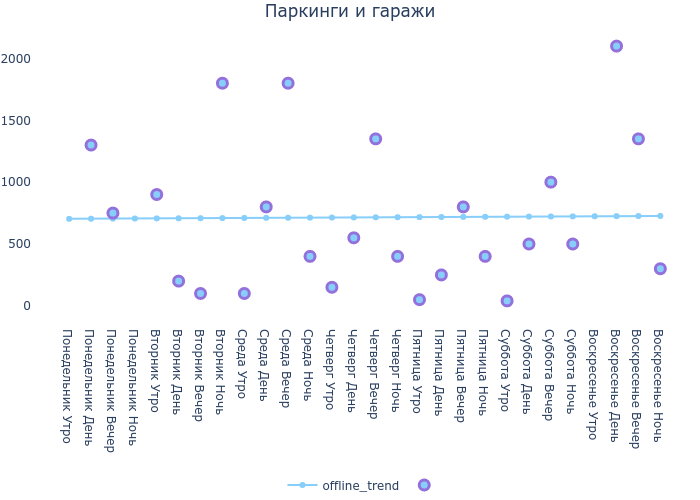 Паркинги и гаражи
2000
1500
1000
500
0
Понедельник Утро
Понедельник День
Понедельник Вечер
Понедельник Ночь
Вторник Утро
Вторник День
Вторник Вечер
Вторник Ночь
Среда Утро
Среда День
Среда Вечер
Среда Ночь
Четверг Утро
Четверг День
Четверг Вечер
Четверг Ночь
Пятница Утро
Пятница День
Пятница Вечер
Пятница Ночь
Суббота Утро
Суббота День
Суббота Вечер
Суббота Ночь
Воскресенье Утро
Воскресенье День
Воскресенье Вечер
Воскресенье Ночь
offline_trend